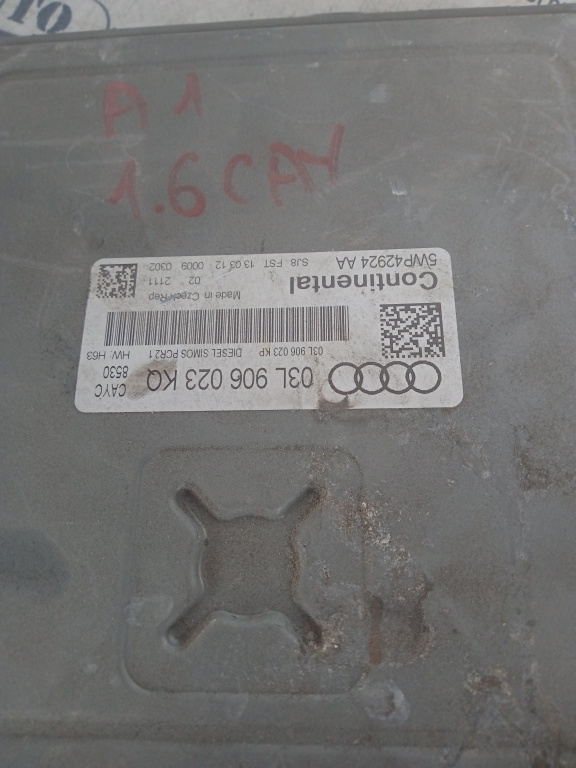 A1
1.6 CAY
03L 906 023 KQ
CAYC
8530
03L 906 023 KP DIESEL SIMOS PCR2.1 HW: H63
Continental
Made in Czech Rep
02 2111
5WP42924 AA
SJ8 FST 13.03.12 0009 0302